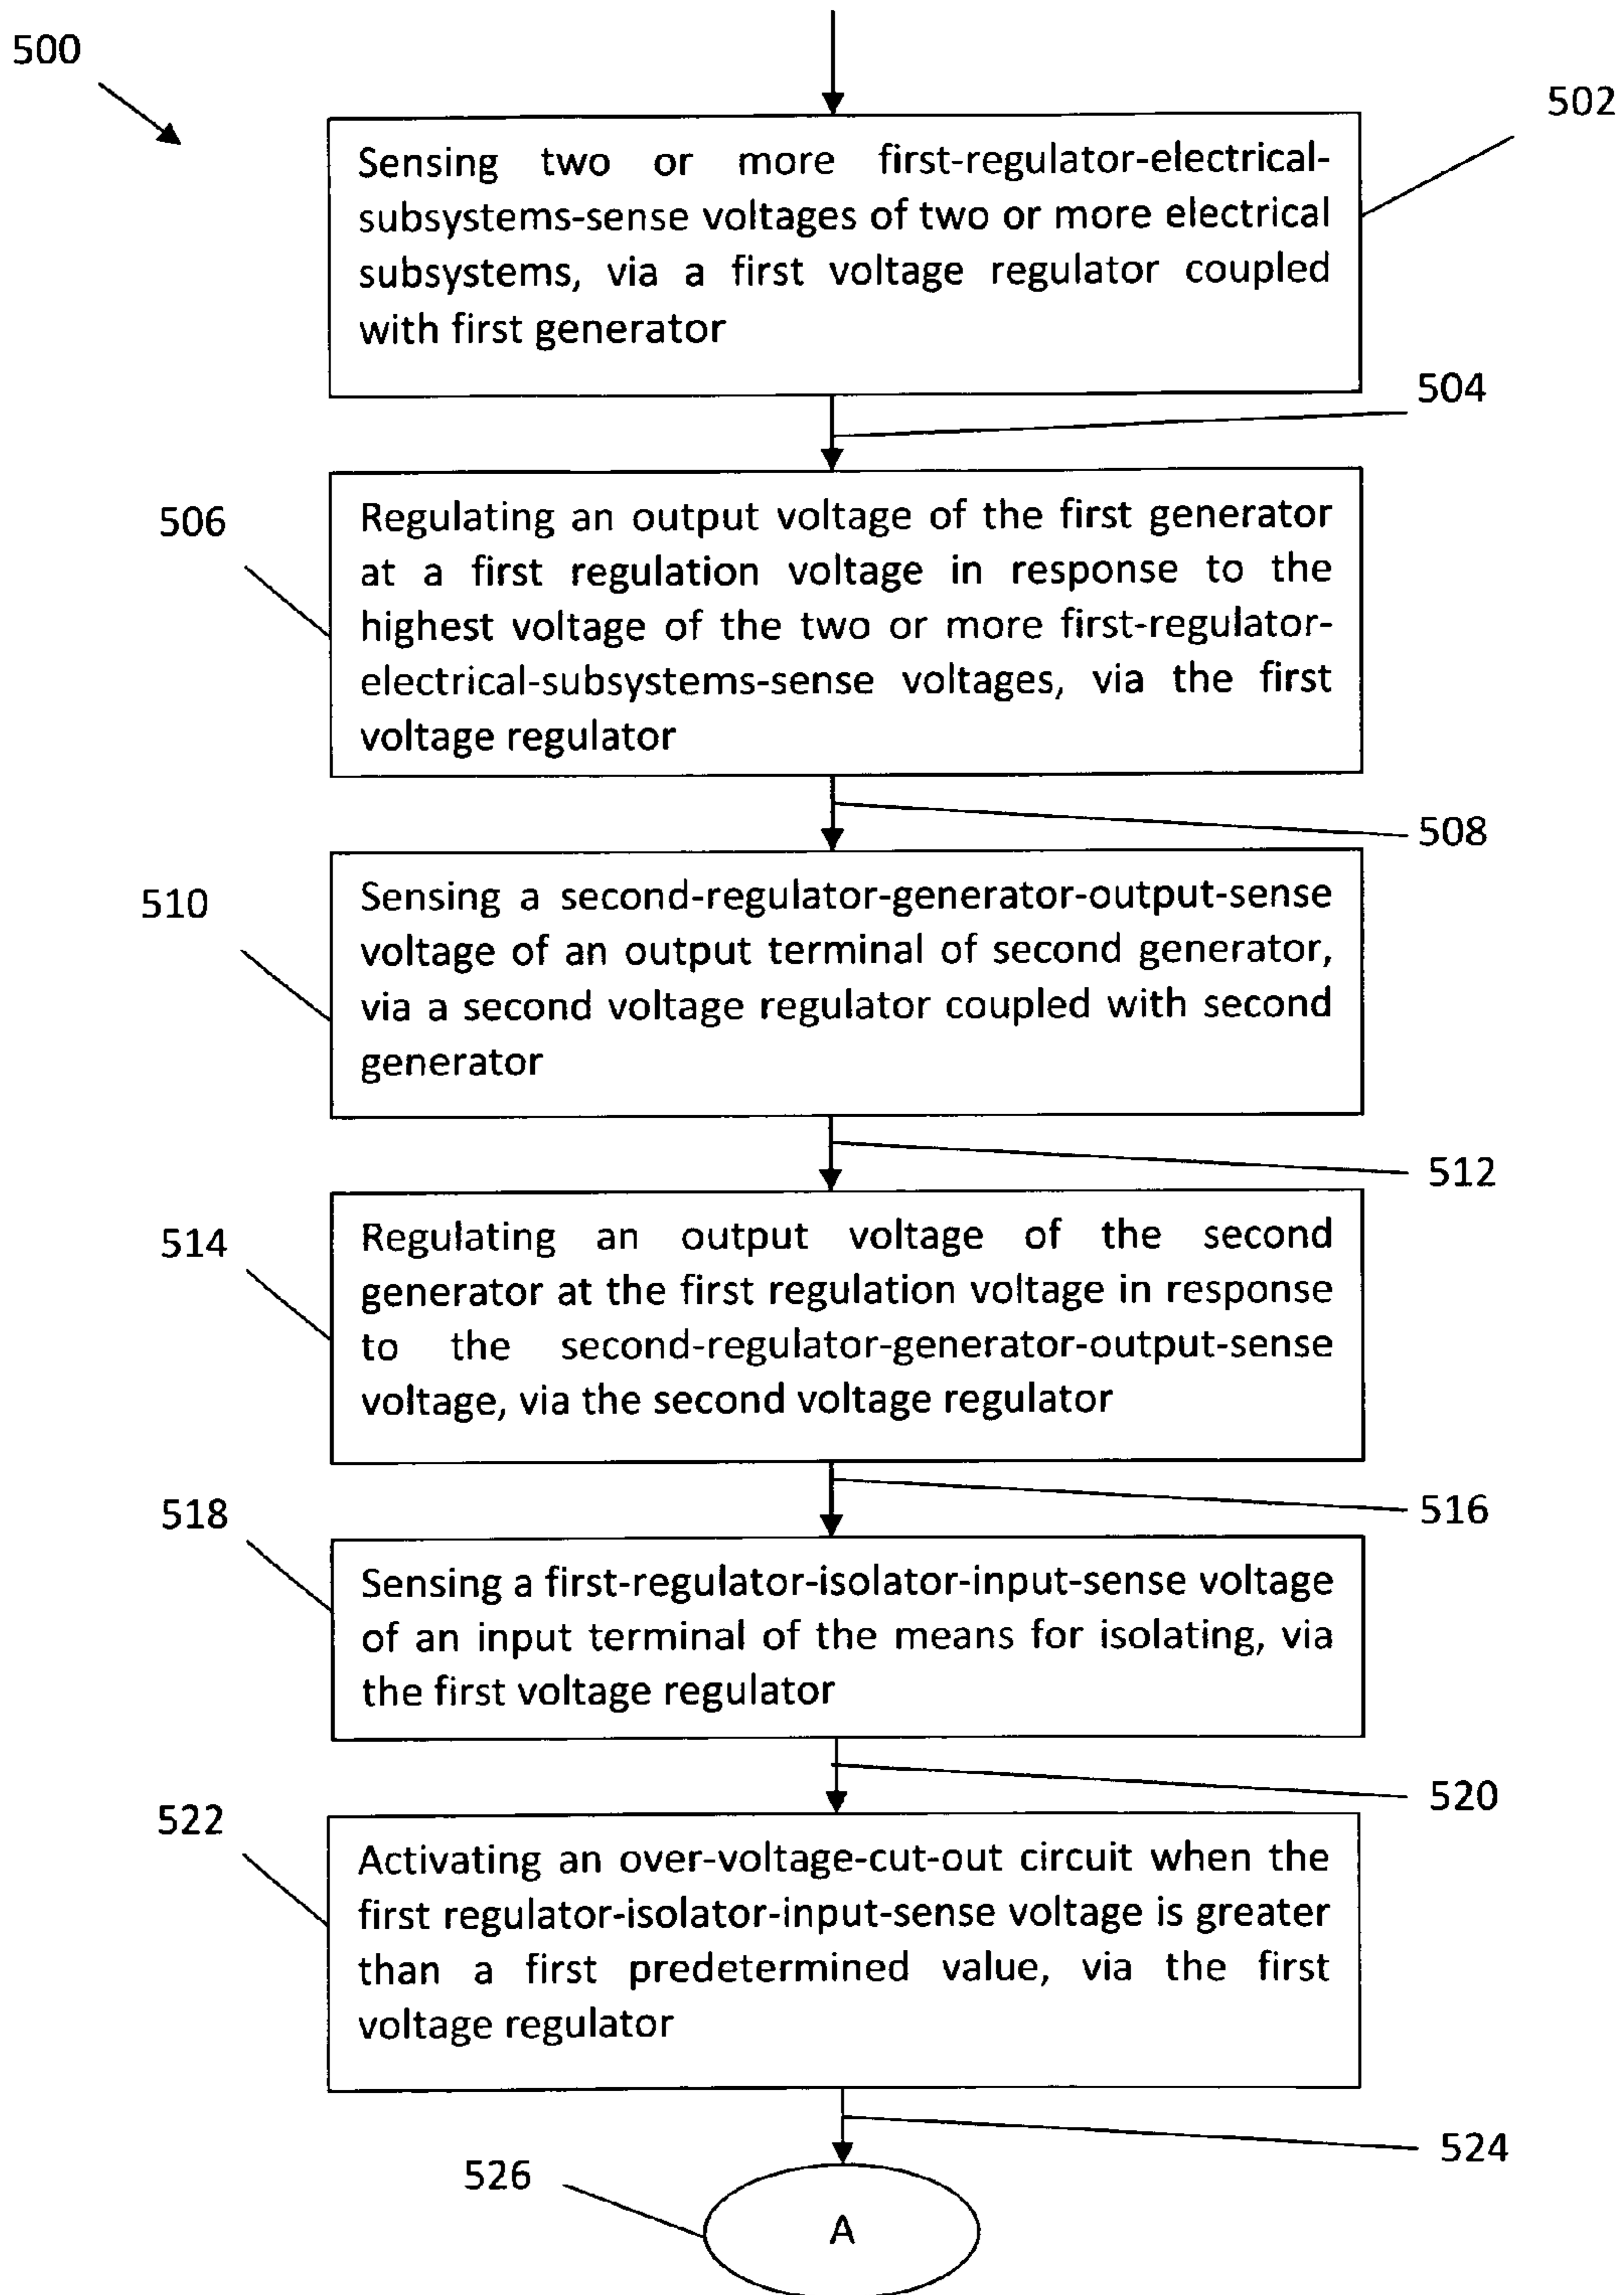 500
502
Sensing two or more first-regulator-electrical-
subsystems-sense voltages of two or more electrical
subsystems, via a first voltage regulator coupled
with first generator
504
506
Regulating an output voltage of the first generator
at a first regulation voltage in response to the
highest voltage of the two or more first-regulator-
electrical-subsystems-sense voltages, via the first
voltage regulator
508
510
Sensing a second-regulator-generator-output-sense
voltage of an output terminal of second generator,
via a second voltage regulator coupled with second
generator
512
514
Regulating an output voltage of the second
generator at the first regulation voltage in response
to the second-regulator-generator-output-sense
voltage, via the second voltage regulator
516
518
Sensing a first-regulator-isolator-input-sense voltage
of an input terminal of the means for isolating, via
the first voltage regulator
520
522
Activating an over-voltage-cut-out circuit when the
first regulator-isolator-input-sense voltage is greater
than a first predetermined value, via the first
voltage regulator
524
526
A